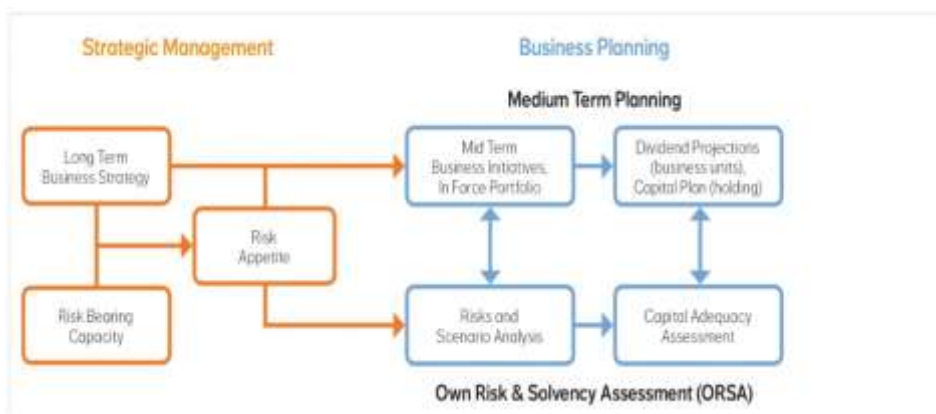 Strategic Management
Business Planning
Medium Term Planning
Long Term
Business Strategy
Mid Term
Business Initiatives,
In Force Portfolio
Dividend Projections
(business units),
Capital Plan (holding)
Risk
Appetite
Risk Bearing
Capacity
Risks and
Scenario Analysis
Capital Adequacy
Assessment
Own Risk & Solvency Assessment (ORSA)